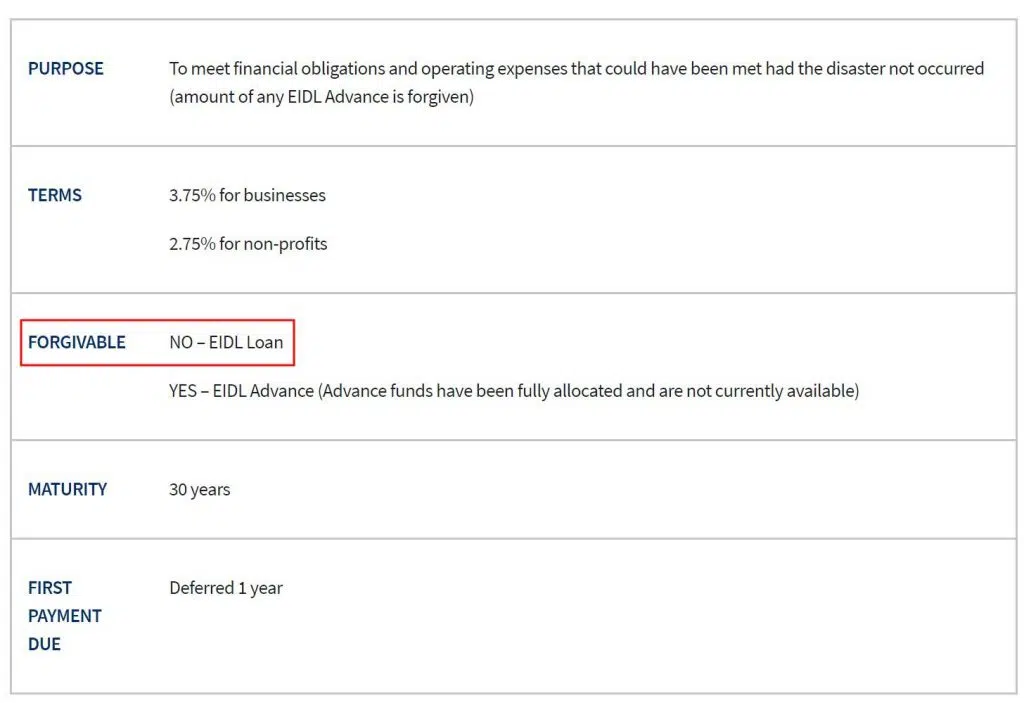 PURPOSE
To meet financial obligations and operating expenses that could have been met had the disaster not occurred
(amount of any EIDL Advance is forgiven)
TERMS
3.75% for businesses
2.75% for non-profits
FORGIVABLE
NO – EIDL Loan
YES – EIDL Advance (Advance funds have been fully allocated and are not currently available)
MATURITY
30 years
FIRST
PAYMENT
DUE
Deferred 1 year